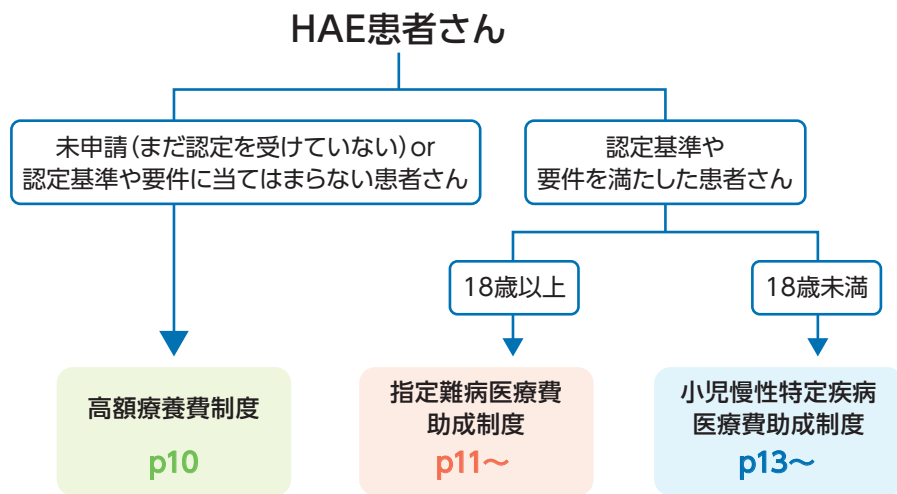 HAE患者さん
未申請(まだ認定を受けていない)or
認定基準や要件に当てはまらない患者さん
認定基準や
要件を満たした患者さん
18歳以上
18歳未満
高額療養費制度
p10
指定難病医療費
助成制度
p11〜
小児慢性特定疾病
医療費助成制度
p13〜